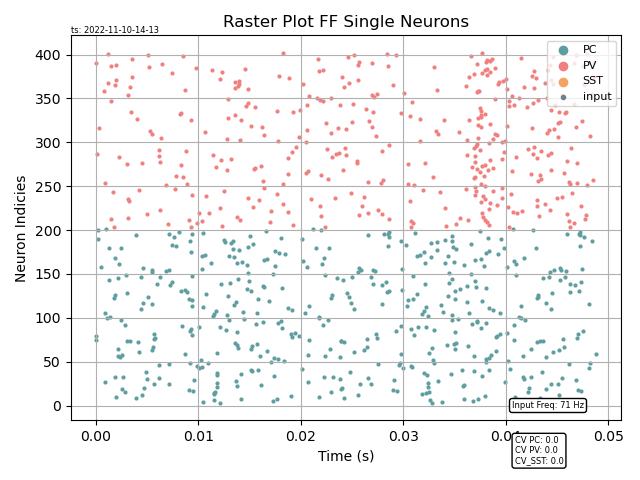 Raster Plot FF Single Neurons
ts: 2022-11-10-14-13
400
350
300
250
200
150
100
50
0
Neuron Indicies
PC
PV
SST
input
Input Freq: 71 Hz
0.00 0.01 0.02 0.03 0.04 0.05
Time (s)
CV PC: 0.0
CV PV: 0.0
CV_SST: 0.0